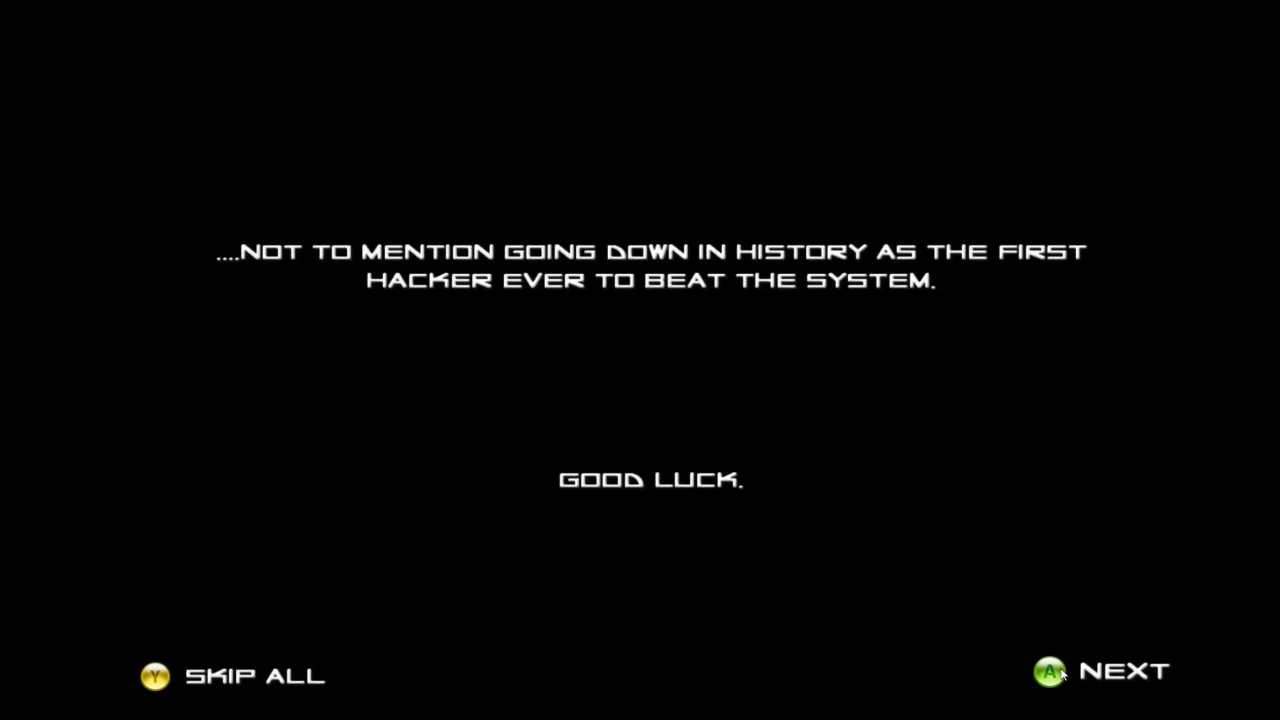 ....NOT TO MENTION GOING DOWN IN HISTORY AS THE FIRST
HACKER EVER TO BEAT THE SYSTEM.
GOOD LUCK.
Y SKIP ALL
A NEXT